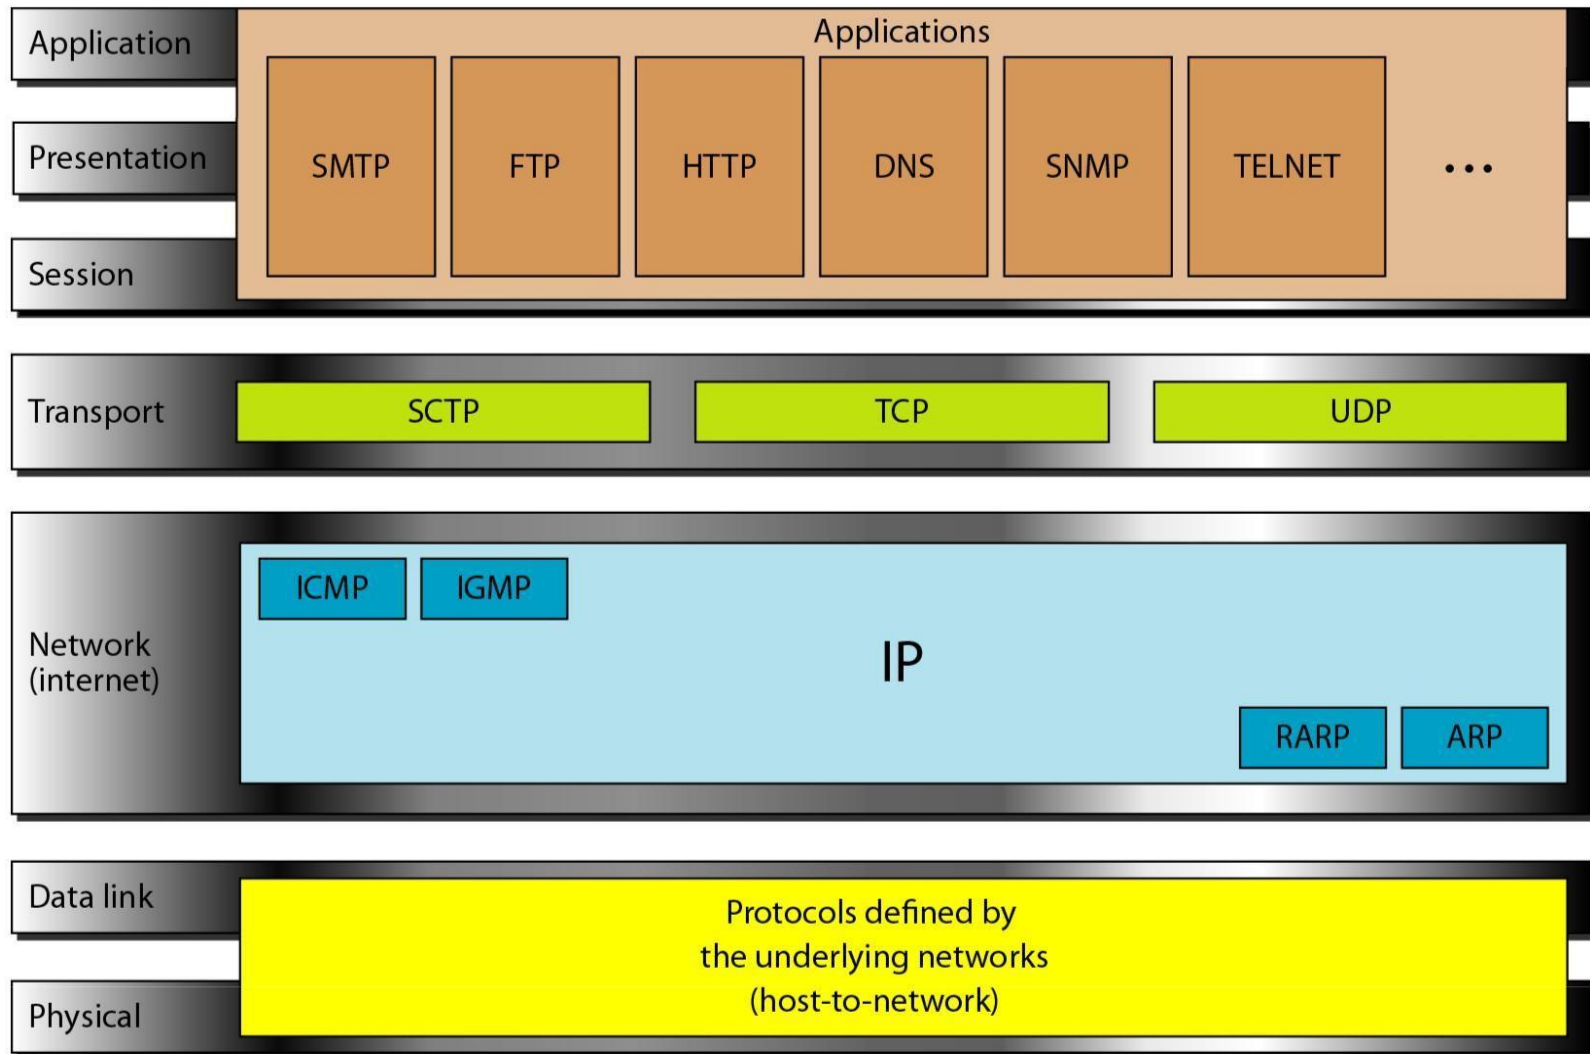 Application
Applications
Presentation
SMTP
FTP
HTTP
DNS
SNMP
TELNET
...
Session
Transport
SCTP
TCP
UDP
Network
(internet)
ICMP
IGMP
IP
RARP
ARP
Data link
Physical
Protocols defined by
the underlying networks
(host-to-network)